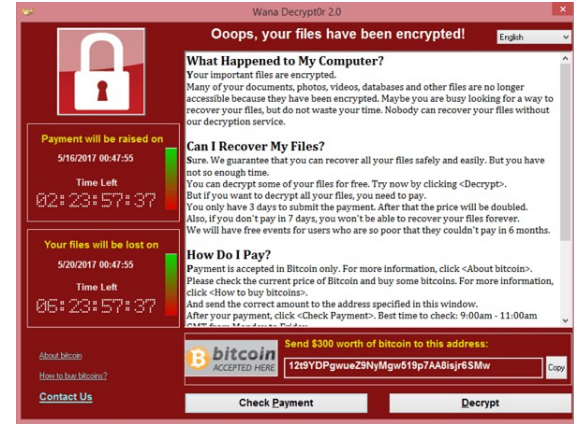 Wana Decrypt0r 2.0
Ooops, your files have been encrypted!
English
What Happened to My Computer?
Your important files are encrypted.
Many of your documents, photos, videos, databases and other files are no longer
accessible because they have been encrypted. Maybe you are busy looking for a way to
recover your files, but do not waste your time. Nobody can recover your files without
our decryption service.
Can I Recover My Files?
Sure. We guarantee that you can recover all your files safely and easily. But you have
not so enough time.
You can decrypt some of your files for free. Try now by clicking <Decrypt>.
But if you want to decrypt all your files, you need to pay.
You only have 3 days to submit the payment. After that the price will be doubled.
Also, if you don't pay in 7 days, you won't be able to recover your files forever.
We will have free events for users who are so poor that they couldn't pay in 6 months.
How Do I Pay?
Payment is accepted in Bitcoin only. For more information, click <About bitcoin>.
Please check the current price of Bitcoin and buy some bitcoins. For more information,
click <How to buy bitcoins>.
And send the correct amount to the address specified in this window.
After your payment, click <Check Payment>. Best time to check: 9:00am - 11:00am
GMT from Monday to Friday.
Payment will be raised on
5/16/2017 00:47:55
Time Left
02:23:57:37
Your files will be lost on
5/20/2017 00:47:55
Time Left
06:23:57:37
About bitcoin
How to buy bitcoins?
Contact Us
bitcoin
ACCEPTED HERE
Send $300 worth of bitcoin to this address:
12t9YDPgwueZ9NyMgw519p7AA8isjr6SMw
Copy
Check Payment
Decrypt